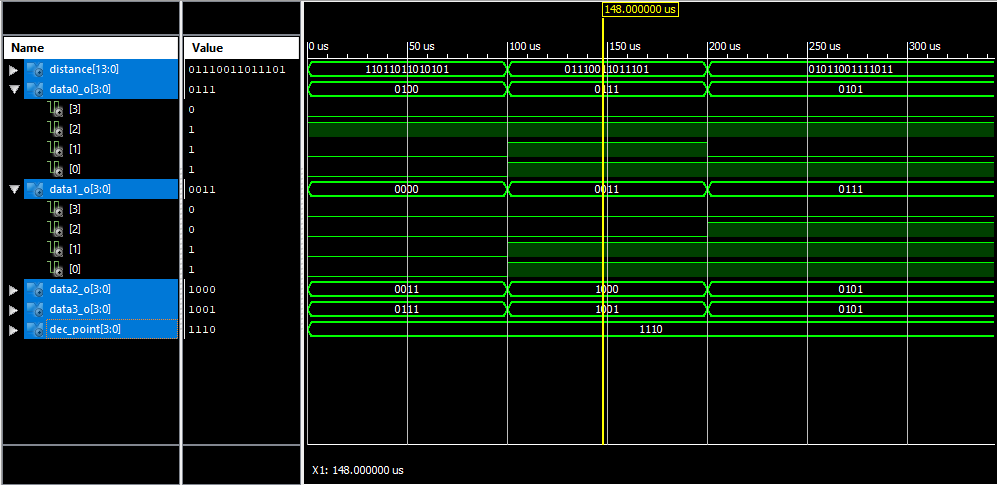 148.000000 us
Name Value
0 us 50 us 100 us 150 us 200 us 250 us 300 us
distance[13:0] 01110011011101 11011011010101 01110011011101 01011001111011
data0_o[3:0] 0111 0100 0111 0101
[3] 0
[2] 1
[1] 1
[0] 1
data1_o[3:0] 0011 0000 0011 0111
[3] 0
[2] 0
[1] 1
[0] 1
data2_o[3:0] 1000 0011 1000 0101
data3_o[3:0] 1001 0111 1001 0101
dec_point[3:0] 1110 1110
X1: 148.000000 us